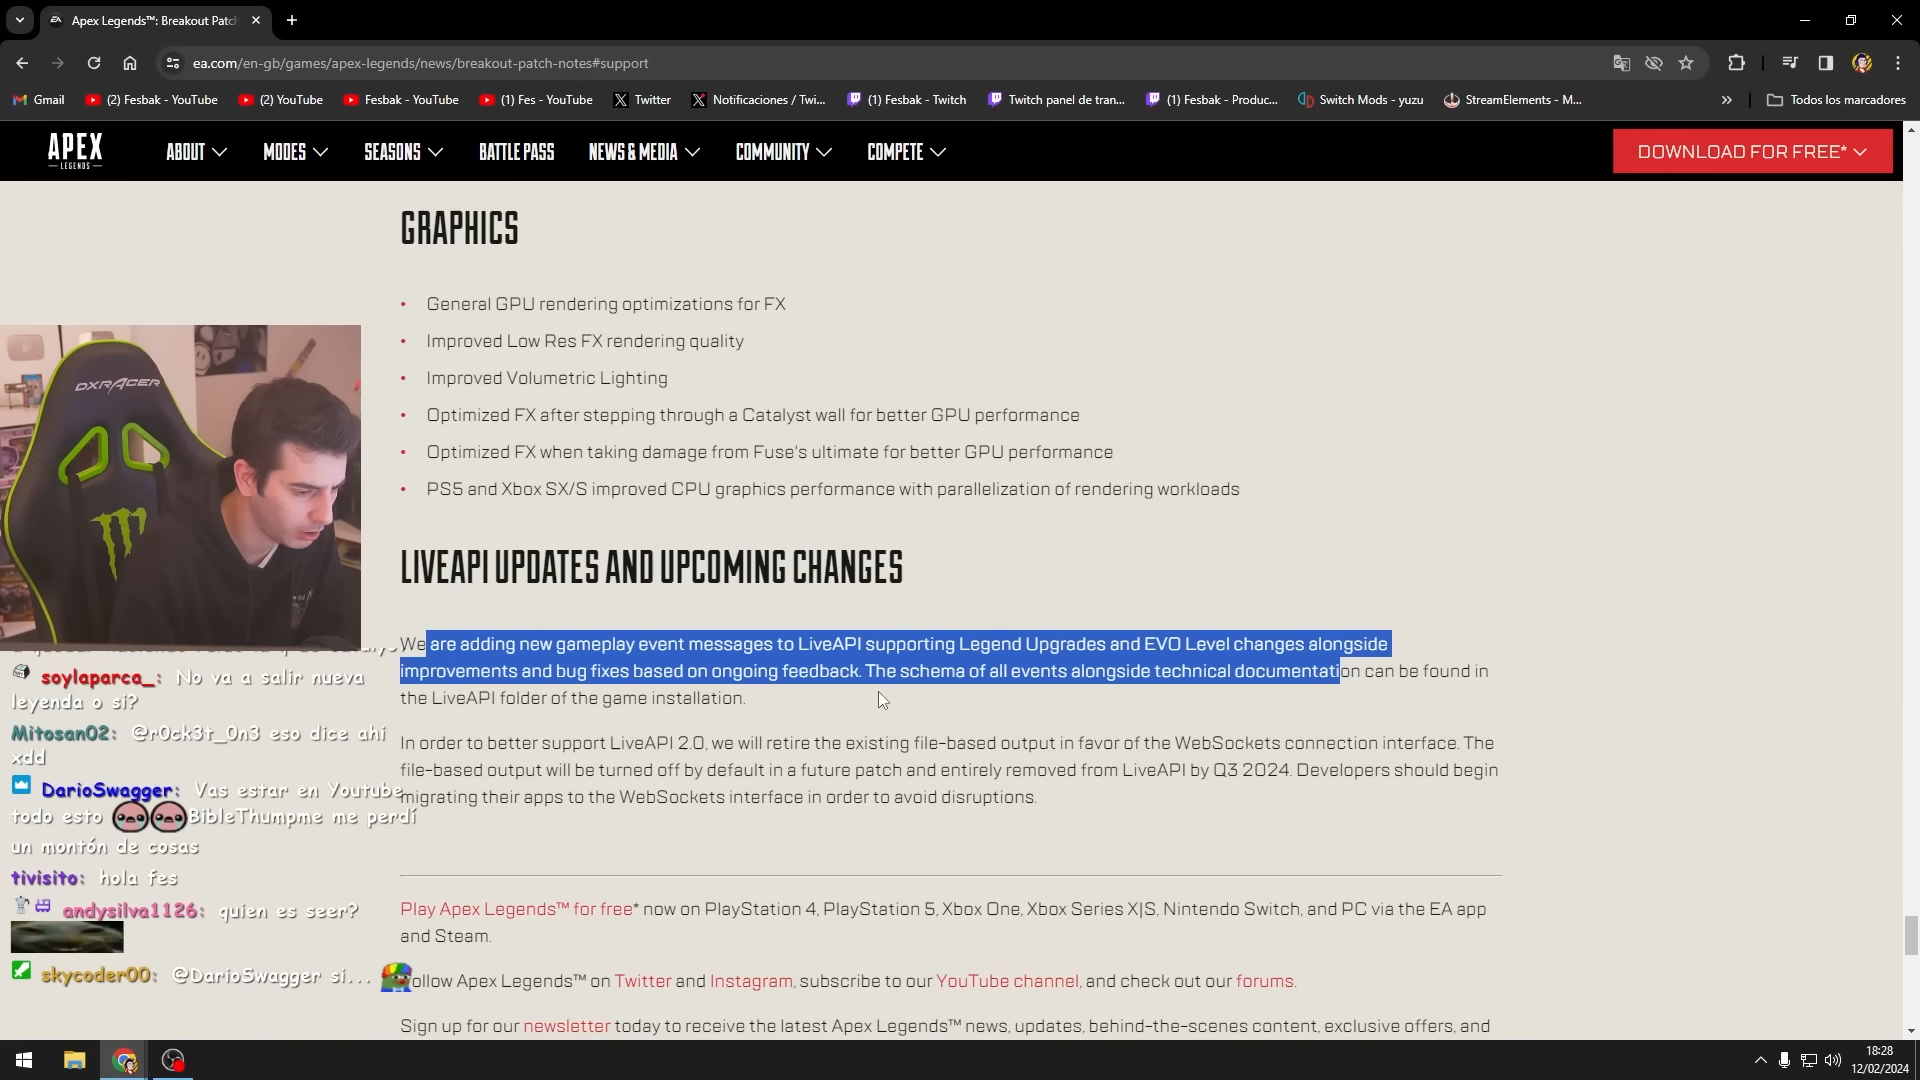 Apex Legends™: Breakout Patch
ea.com/en-gb/games/apex-legends/news/breakout-patch-notes#support
Gmail
(2) Fesbak - YouTube
(2) YouTube
Fesbak - YouTube
(1) Fes - YouTube
Twitter
Notificaciones / Twi...
(1) Fesbak - Twitch
Twitch panel de tran...
(1) Fesbak - Produc...
Switch Mods - yuzu
StreamElements - M...
Todos los marcadores
APEX
LEGENDS
ABOUT
MODES
SEASONS
BATTLE PASS
NEWS & MEDIA
COMMUNITY
COMPETE
DOWNLOAD FOR FREE*
GRAPHICS
• General GPU rendering optimizations for FX
• Improved Low Res FX rendering quality
• Improved Volumetric Lighting
• Optimized FX after stepping through a Catalyst wall for better GPU performance
• Optimized FX when taking damage from Fuse's ultimate for better GPU performance
• PS5 and Xbox SX/S improved CPU graphics performance with parallelization of rendering workloads
DXRACER
LIVEAPI UPDATES AND UPCOMING CHANGES
We are adding new gameplay event messages to LiveAPI supporting Legend Upgrades and EVO Level changes alongside
improvements and bug fixes based on ongoing feedback. The schema of all events alongside technical documentation can be found in
the LiveAPI folder of the game installation.
In order to better support LiveAPI 2.0, we will retire the existing file-based output in favor of the WebSockets connection interface. The
file-based output will be turned off by default in a future patch and entirely removed from LiveAPI by Q3 2024. Developers should begin
migrating their apps to the WebSockets interface in order to avoid disruptions.
soylaparca_: No va a salir nueva
leyenda o si?
Mitosan02: @r0ck3t_0n3 eso dice ahi
xdd
DarioSwagger: Vas estar en Youtube
todo esto BibleThumpme me perdí
un montón de cosas
tivisito: hola fes
andysilva1126: quien es seer?
skycoder00: @DarioSwagger si...
Play Apex Legends™ for free* now on PlayStation 4, PlayStation 5, Xbox One, Xbox Series X|S, Nintendo Switch, and PC via the EA app
and Steam.
ollow Apex Legends™ on Twitter and Instagram, subscribe to our YouTube channel, and check out our forums.
Sign up for our newsletter today to receive the latest Apex Legends™ news, updates, behind-the-scenes content, exclusive offers, and
18:28
12/02/2024